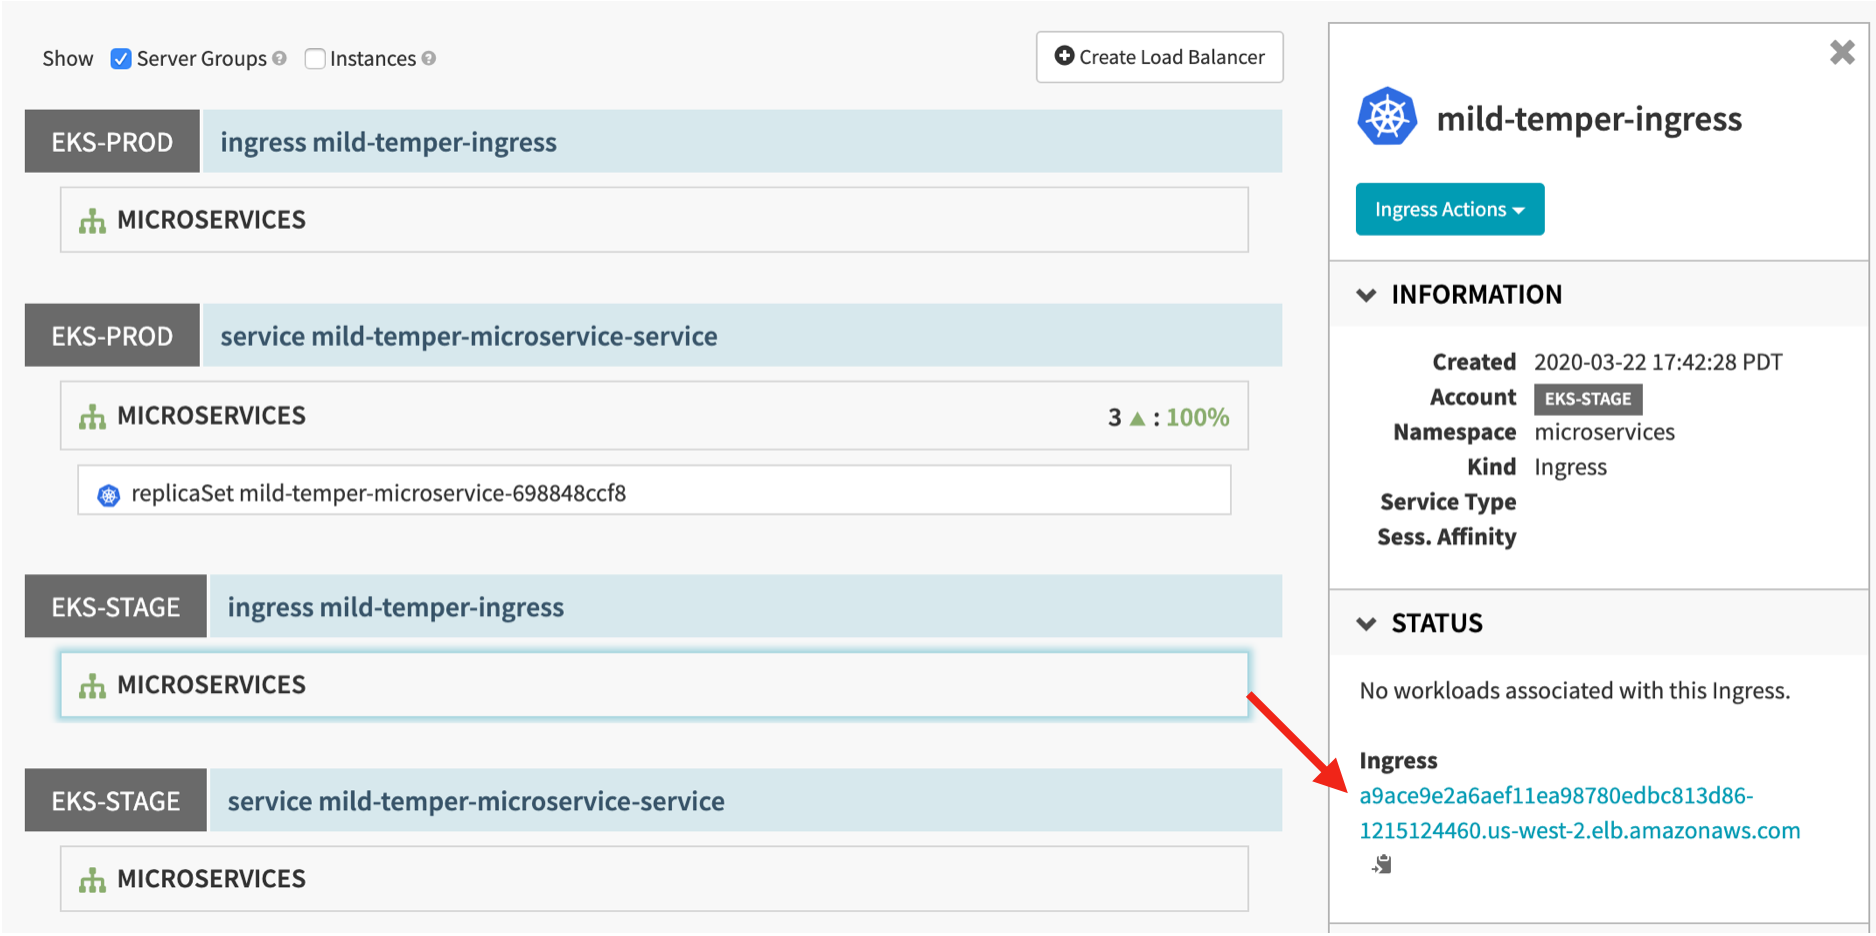 Show Server Groups Instances
Create Load Balancer
EKS-PROD ingress mild-temper-ingress
MICROSERVICES
EKS-PROD service mild-temper-microservice-service
MICROSERVICES 3 ▲ : 100%
replicaSet mild-temper-microservice-698848ccf8
EKS-STAGE ingress mild-temper-ingress
MICROSERVICES
EKS-STAGE service mild-temper-microservice-service
MICROSERVICES
mild-temper-ingress
Ingress Actions
INFORMATION
Created 2020-03-22 17:42:28 PDT
Account EKS-STAGE
Namespace microservices
Kind Ingress
Service Type
Sess. Affinity
STATUS
No workloads associated with this Ingress.
Ingress
a9ace9e2a6aef11ea98780edbc813d86-
1215124460.us-west-2.elb.amazonaws.com